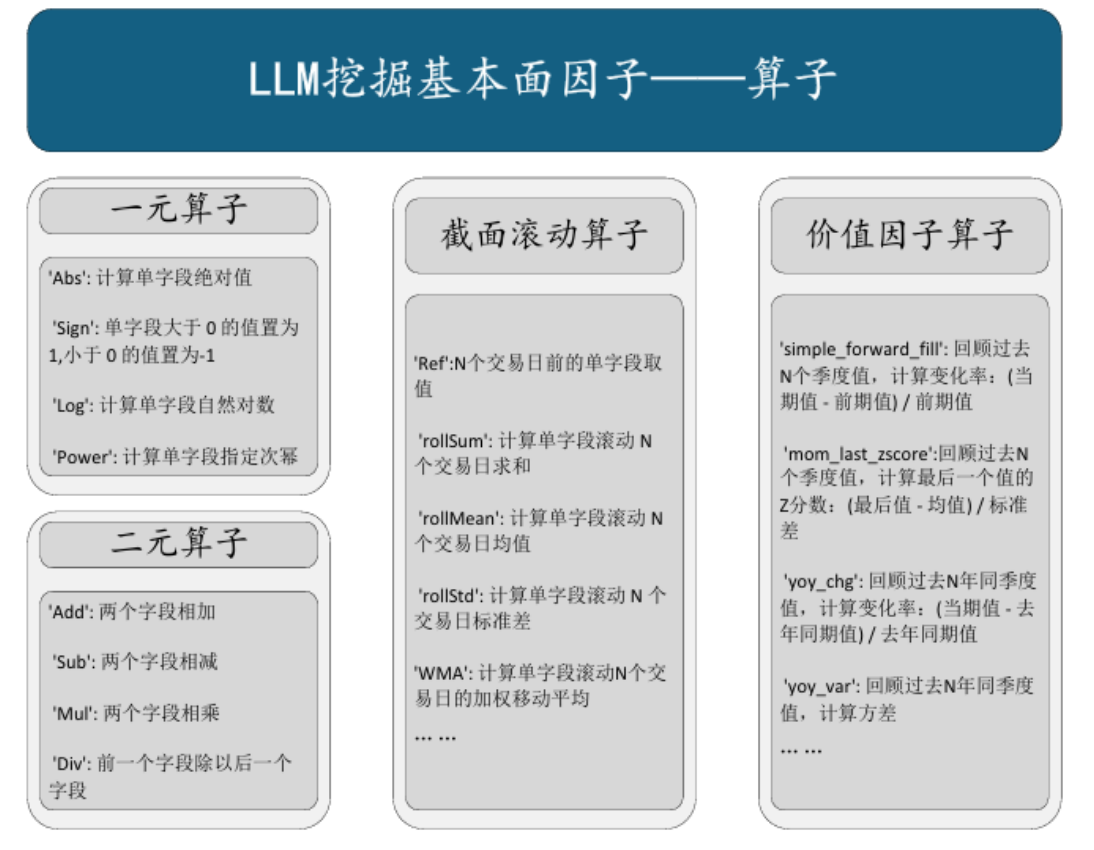 LLM挖掘基本面因子——算子
一元算子
'Abs': 计算单字段绝对值
'Sign': 单字段大于 0 的值置为
1,小于 0 的值置为-1
'Log': 计算单字段自然对数
'Power': 计算单字段指定次幂
二元算子
'Add': 两个字段相加
'Sub': 两个字段相减
'Mul': 两个字段相乘
'Div': 前一个字段除以后一个
字段
截面滚动算子
'Ref':N个交易日前的单字段取
值
'rollSum': 计算单字段滚动 N
个交易日求和
'rollMean': 计算单字段滚动 N
个交易日均值
'rollStd': 计算单字段滚动 N 个
交易日标准差
'WMA': 计算单字段滚动N个交
易日的加权移动平均
... ...
价值因子算子
'simple_forward_fill': 回顾过去
N个季度值，计算变化率：(当
期值 - 前期值) / 前期值
'mom_last_zscore':回顾过去N
个季度值，计算最后一个值的
Z分数：(最后值 - 均值) / 标准
差
'yoy_chg': 回顾过去N年同季度
值，计算变化率：(当期值 - 去
年同期值) / 去年同期值
'yoy_var': 回顾过去N年同季度
值，计算方差
... ...